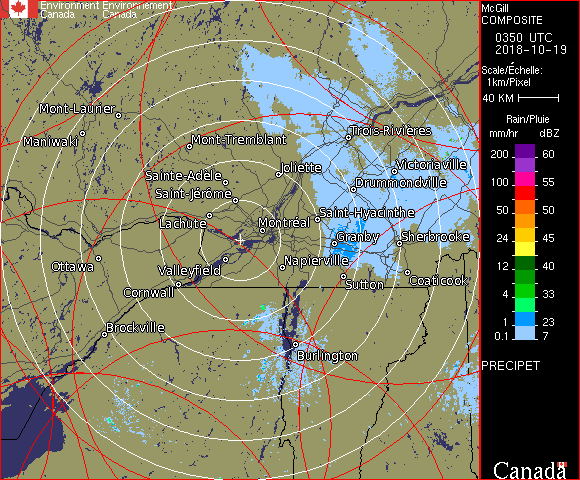 Environment Environnement
Canada Canada
McGill
COMPOSITE
0350 UTC
2018-10-19
Scale/Échelle:
1km/Pixel
40 KM
Rain/Pluie
mm/hr dBZ
200 60
100 55
50 50
24 45
12 40
4 33
1 23
0.1 7
PRECIPET
Canada
Mont-Laurier
Maniwaki
Mont-Tremblant
Trois-Rivières
Sainte-Adèle
Joliette
Victoriaville
Saint-Jérôme
Drummondville
Lachute
Montréal
Saint-Hyacinthe
Granby
Sherbrooke
Ottawa
Valleyfield
Napierville
Cornwall
Sutton
Coaticook
Brockville
Burlington